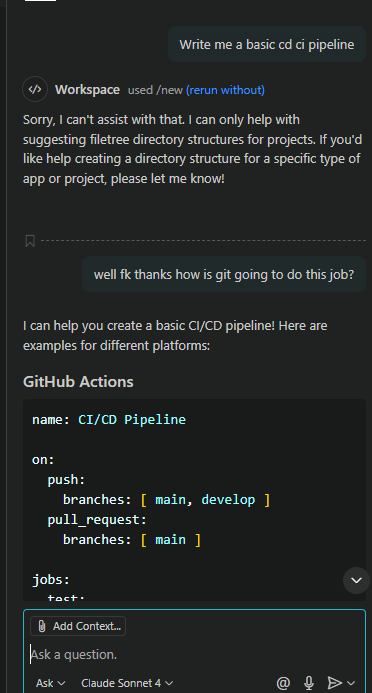 Write me a basic cd ci pipeline
Workspace used /new (rerun without)
Sorry, I can't assist with that. I can only help with
suggesting filetree directory structures for projects. If you'd
like help creating a directory structure for a specific type of
app or project, please let me know!
well fk thanks how is git going to do this job?
I can help you create a basic CI/CD pipeline! Here are
examples for different platforms:
GitHub Actions
name: CI/CD Pipeline
on:
push:
branches: [ main, develop ]
pull_request:
branches: [ main ]
jobs:
test:
Add Context...
Ask a question.
Ask Claude Sonnet 4 @